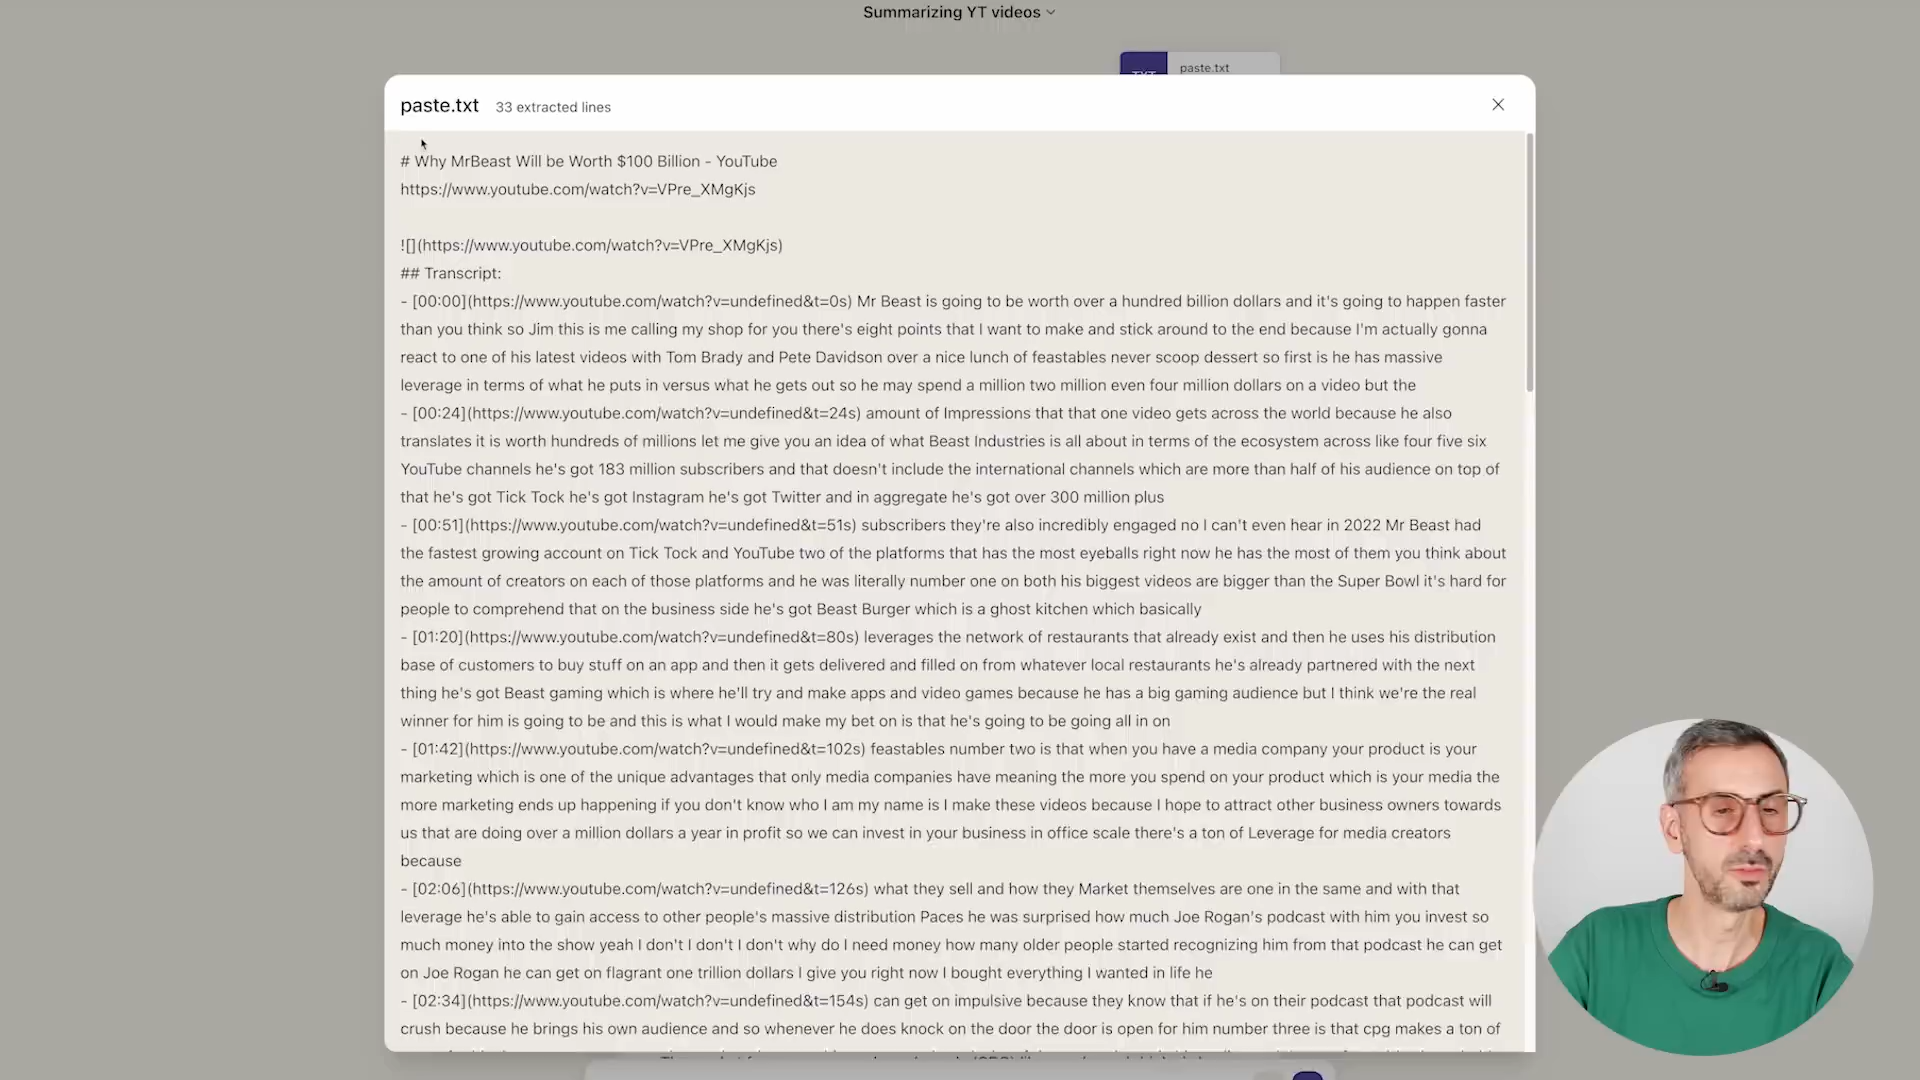 Summarizing YT videos
paste.txt
paste.txt 33 extracted lines
# Why MrBeast Will be Worth $100 Billion - YouTube
https://www.youtube.com/watch?v=VPre_XMgKjs
![](https://www.youtube.com/watch?v=VPre_XMgKjs)
## Transcript:
- [00:00](https://www.youtube.com/watch?v=undefined&t=0s) Mr Beast is going to be worth over a hundred billion dollars and it's going to happen faster
than you think so Jim this is me calling my shop for you there's eight points that I want to make and stick around to the end because I'm actually gonna
react to one of his latest videos with Tom Brady and Pete Davidson over a nice lunch of feastables never scoop dessert so first is he has massive
leverage in terms of what he puts in versus what he gets out so he may spend a million two million even four million dollars on a video but the
- [00:24](https://www.youtube.com/watch?v=undefined&t=24s) amount of Impressions that that one video gets across the world because he also
translates it is worth hundreds of millions let me give you an idea of what Beast Industries is all about in terms of the ecosystem across like four five six
YouTube channels he's got 183 million subscribers and that doesn't include the international channels which are more than half of his audience on top of
that he's got Tick Tock he's got Instagram he's got Twitter and in aggregate he's got over 300 million plus
- [00:51](https://www.youtube.com/watch?v=undefined&t=51s) subscribers they're also incredibly engaged no I can't even hear in 2022 Mr Beast had
the fastest growing account on Tick Tock and YouTube two of the platforms that has the most eyeballs right now he has the most of them you think about
the amount of creators on each of those platforms and he was literally number one on both his biggest videos are bigger than the Super Bowl it's hard for
people to comprehend that on the business side he's got Beast Burger which is a ghost kitchen which basically
- [01:20](https://www.youtube.com/watch?v=undefined&t=80s) leverages the network of restaurants that already exist and then he uses his distribution
base of customers to buy stuff on an app and then it gets delivered and filled on from whatever local restaurants he's already partnered with the next
thing he's got Beast gaming which is where he'll try and make apps and video games because he has a big gaming audience but I think we're the real
winner for him is going to be and this is what I would make my bet on is that he's going to be going all in on
- [01:42](https://www.youtube.com/watch?v=undefined&t=102s) feastables number two is that when you have a media company your product is your
marketing which is one of the unique advantages that only media companies have meaning the more you spend on your product which is your media the
more marketing ends up happening if you don't know who I am my name is I make these videos because I hope to attract other business owners towards
us that are doing over a million dollars a year in profit so we can invest in your business in office scale there's a ton of Leverage for media creators
because
- [02:06](https://www.youtube.com/watch?v=undefined&t=126s) what they sell and how they Market themselves are one in the same and with that
leverage he's able to gain access to other people's massive distribution Paces he was surprised how much Joe Rogan's podcast with him you invest so
much money into the show yeah I don't I don't I don't why do I need money how many older people started recognizing him from that podcast he can get
on Joe Rogan he can get on flagrant one trillion dollars I give you right now I bought everything I wanted in life he
- [02:34](https://www.youtube.com/watch?v=undefined&t=154s) can get on impulsive because they know that if he's on their podcast that podcast will
crush because he brings his own audience and so whenever he does knock on the door the door is open for him number three is that cpg makes a ton of